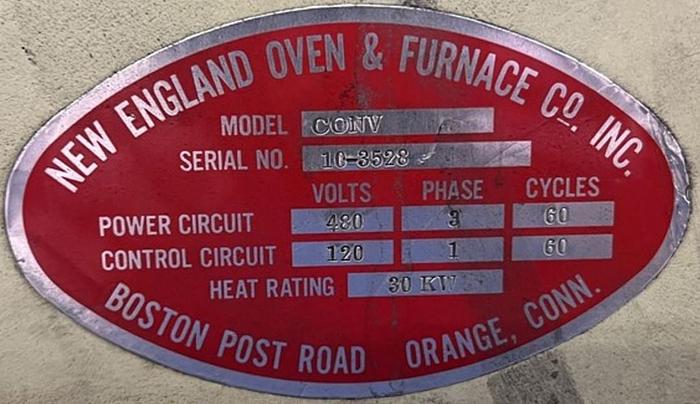 NEW ENGLAND OVEN & FURNACE CO. INC.
MODEL CONV
SERIAL NO. 10-3528
VOLTS PHASE CYCLES
POWER CIRCUIT 480 3 60
CONTROL CIRCUIT 120 1 60
HEAT RATING 30 KW
BOSTON POST ROAD ORANGE, CONN.